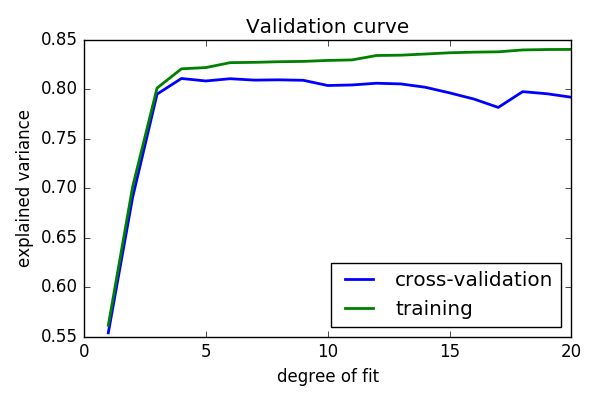 Validation curve
0.85
0.80
0.75
0.70
0.65
0.60
0.55
explained variance
cross-validation
training
0 5 10 15 20
degree of fit